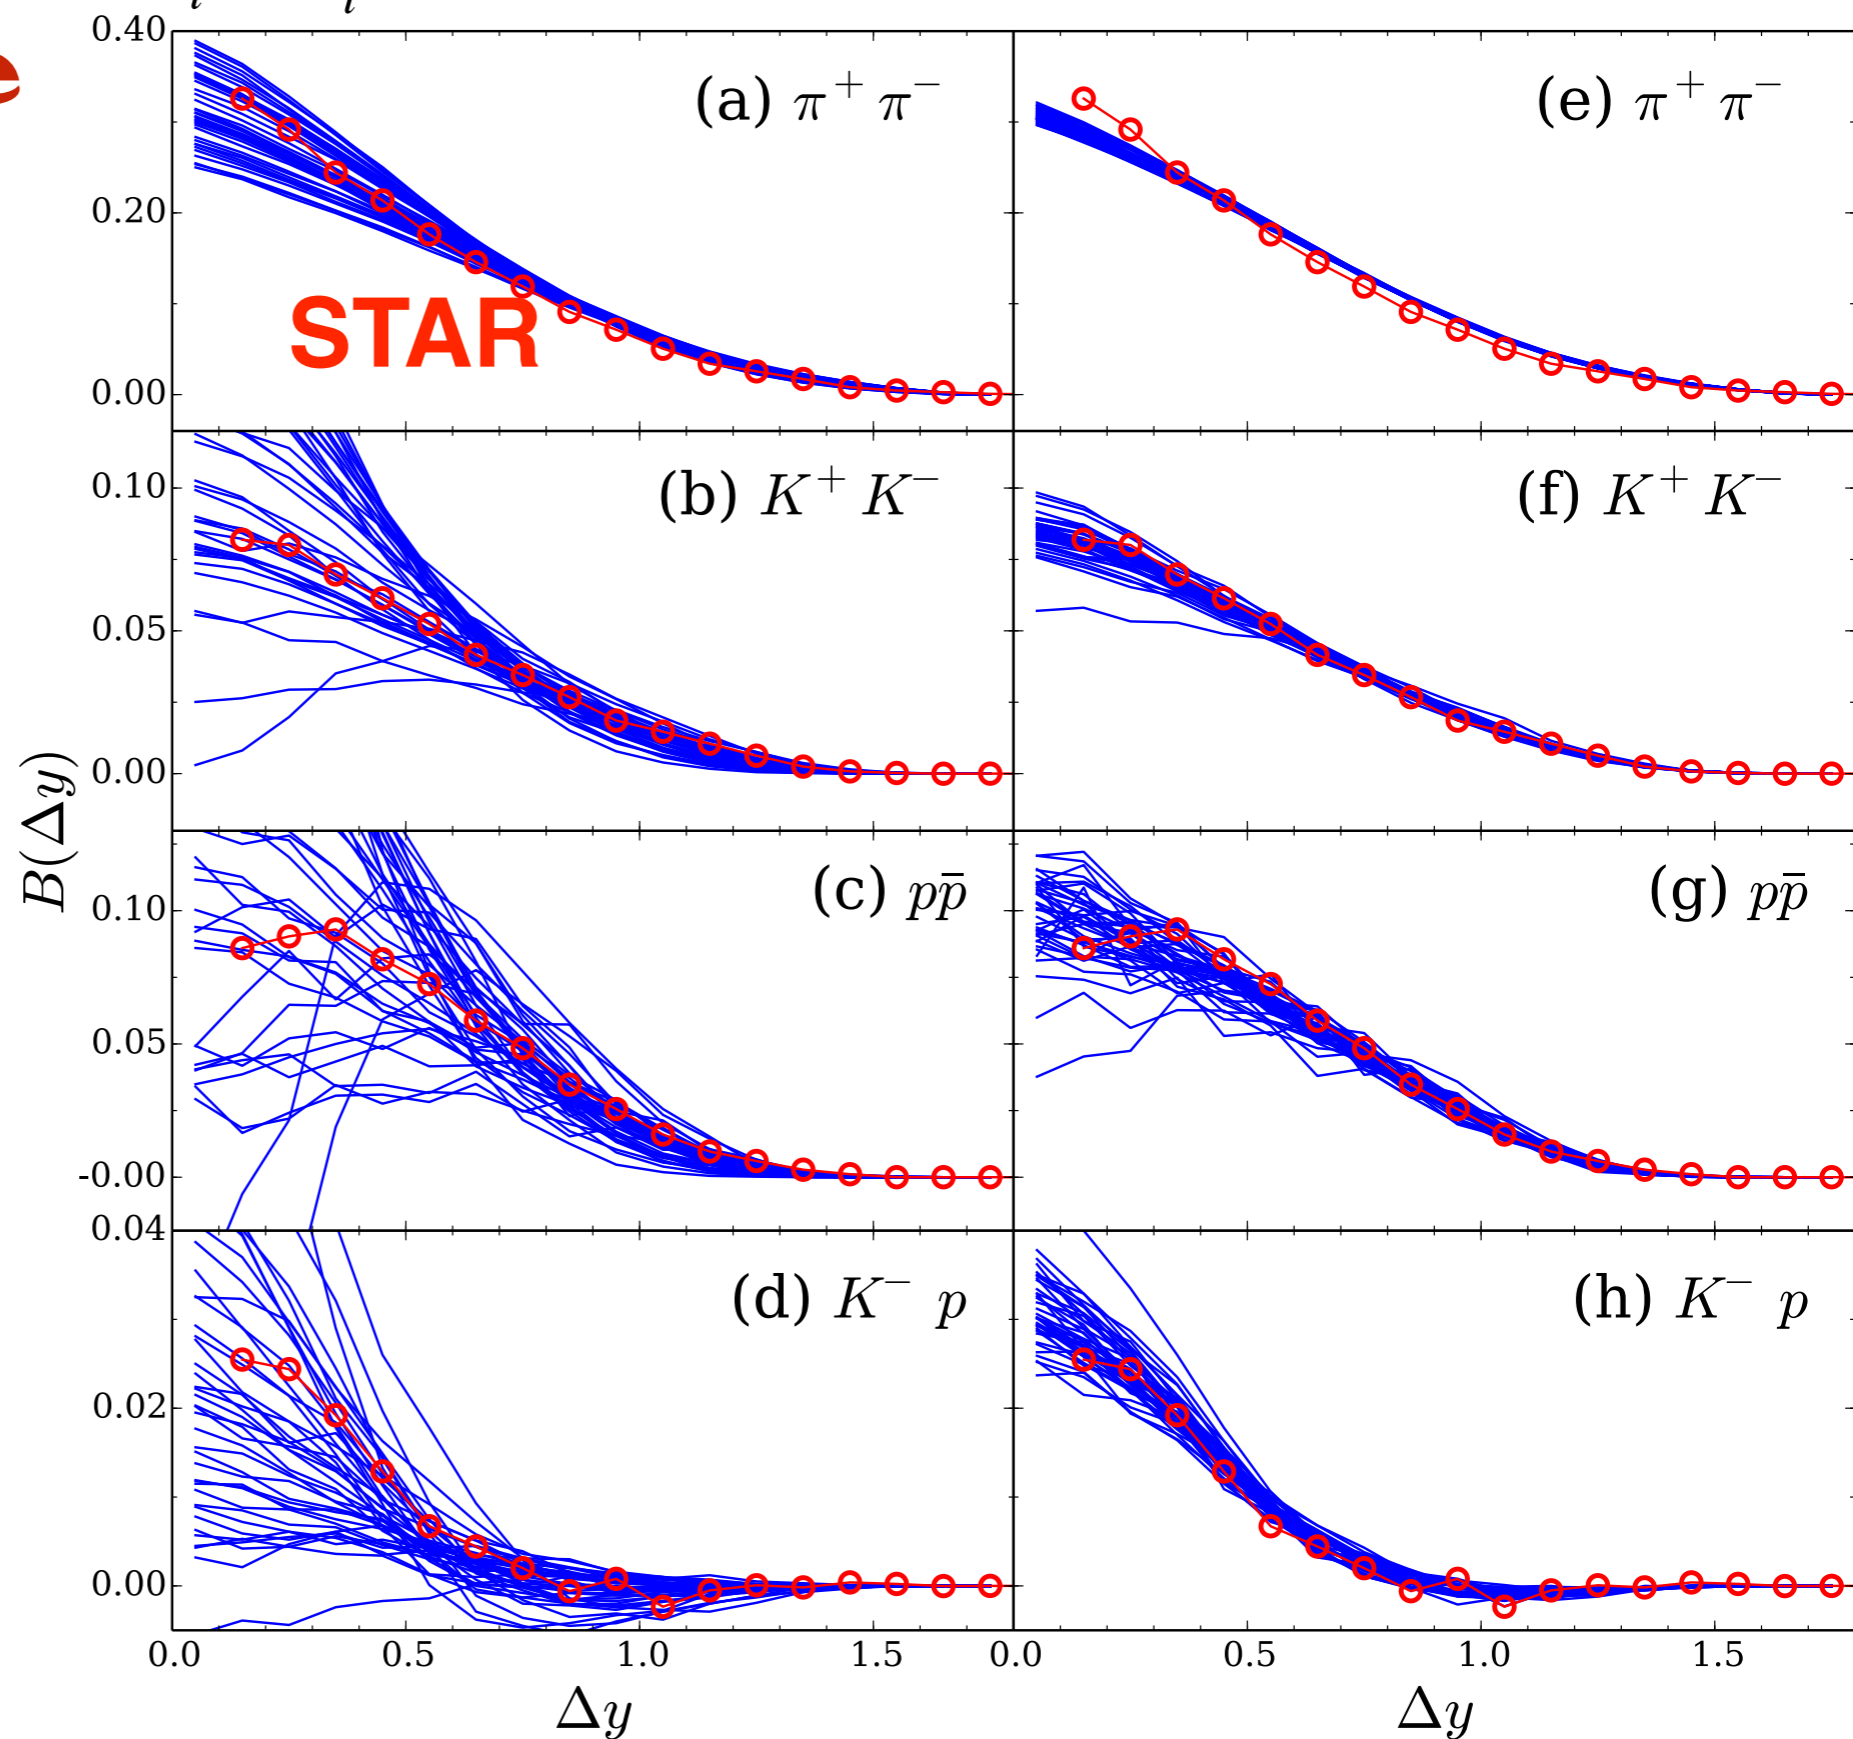 e
0.40
(a) π⁺ π⁻
(e) π⁺ π⁻
0.20
STAR
0.00
(b) K⁺ K⁻
(f) K⁺ K⁻
0.10
0.05
0.00
B(Δy)
(c) pp̄
(g) pp̄
0.10
0.05
-0.00
0.04
(d) K⁻ p
(h) K⁻ p
0.02
0.00
0.0 0.5 1.0 1.5 0.0 0.5 1.0 1.5
Δy Δy